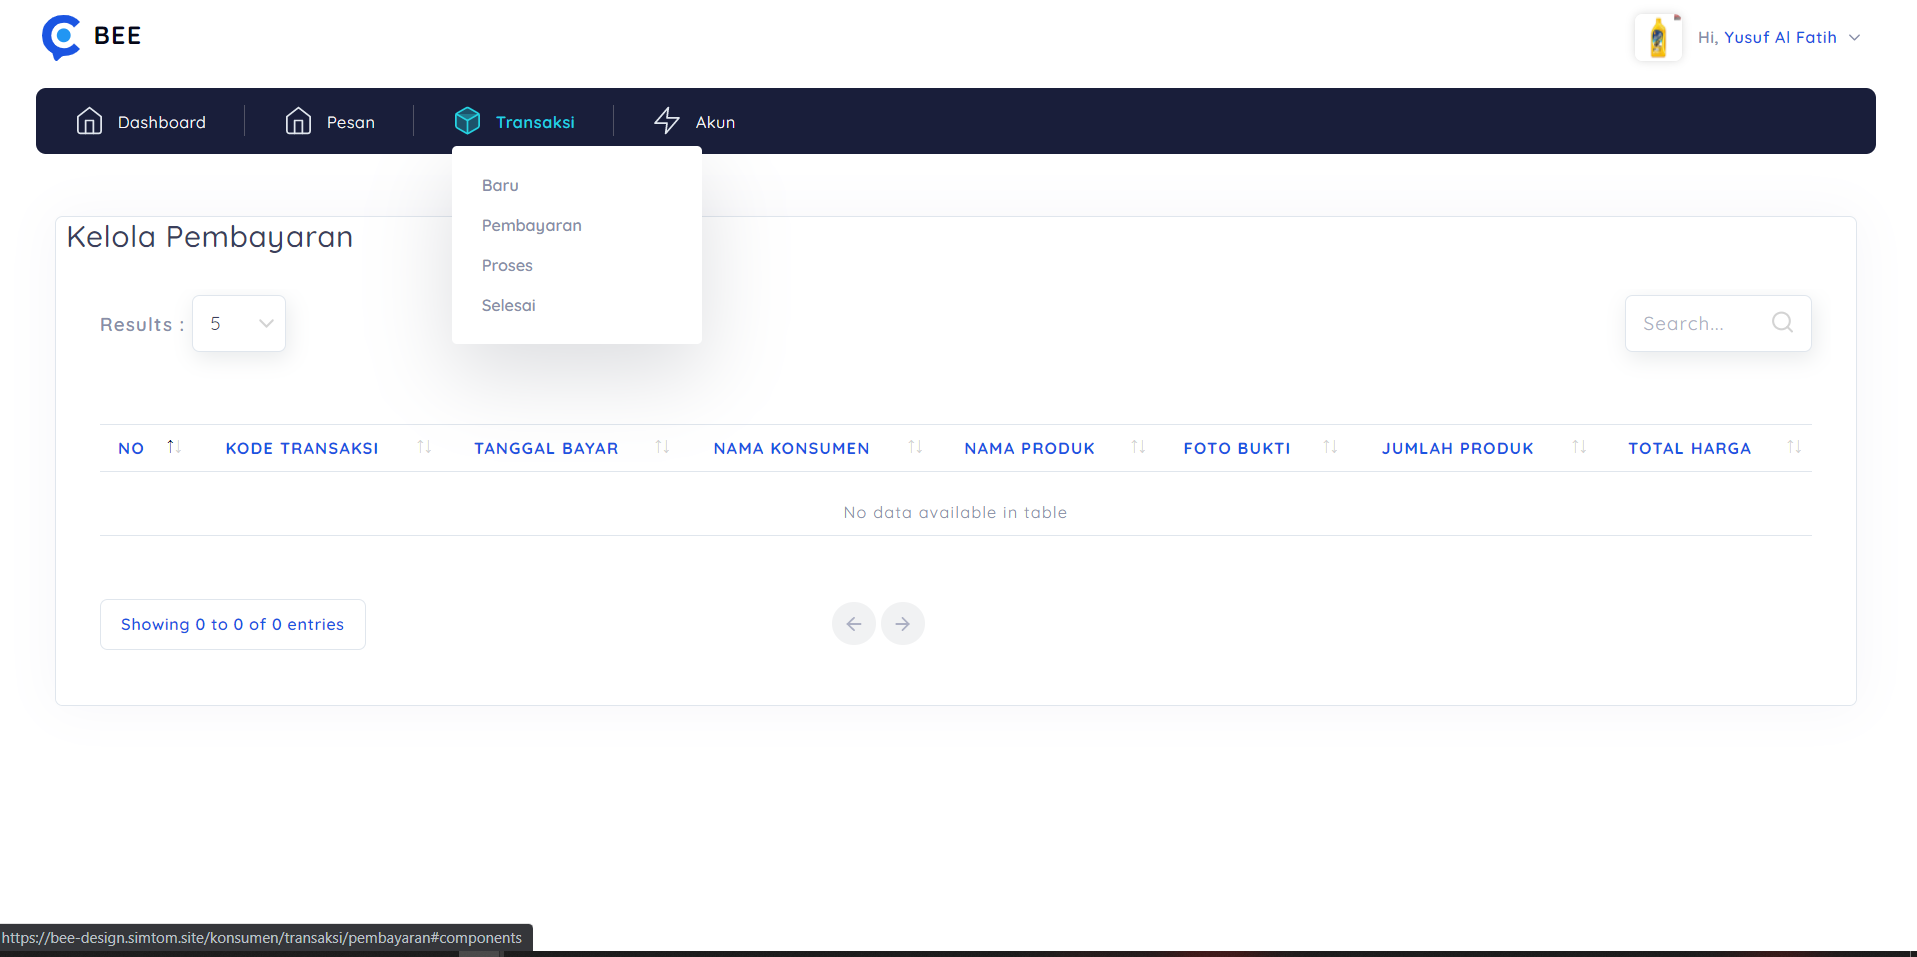 BEE
Hi, Yusuf Al Fatih
Dashboard
Pesan
Transaksi
Akun
Baru
Pembayaran
Proses
Selesai
Kelola Pembayaran
Results :
5
Search...
NO
KODE TRANSAKSI
TANGGAL BAYAR
NAMA KONSUMEN
NAMA PRODUK
FOTO BUKTI
JUMLAH PRODUK
TOTAL HARGA
No data available in table
Showing 0 to 0 of 0 entries
https://bee-design.simtom.site/konsumen/transaksi/pembayaran#components